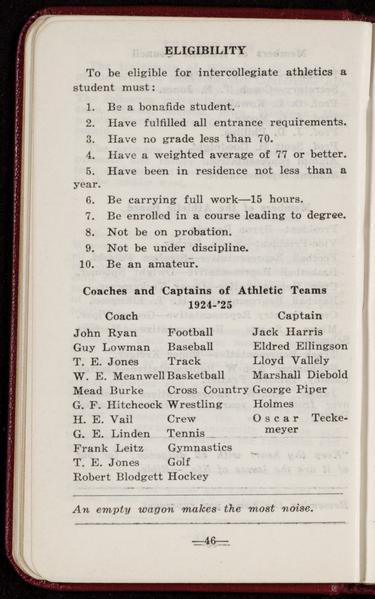 ELIGIBILITY
To be eligible for intercollegiate athletics a
student must:
1. Be a bonafide student.
2. Have fulfilled all entrance requirements.
3. Have no grade less than 70.
4. Have a weighted average of 77 or better.
5. Have been in residence not less than a
year.
6. Be carrying full work—15 hours.
7. Be enrolled in a course leading to degree.
8. Not be on probation.
9. Not be under discipline.
10. Be an amateur.
Coaches and Captains of Athletic Teams
1924-'25
Coach Captain
John Ryan Football Jack Harris
Guy Lowman Baseball Eldred Ellingson
T. E. Jones Track Lloyd Vallely
W. E. Meanwell Basketball Marshall Diebold
Mead Burke Cross Country George Piper
G. F. Hitchcock Wrestling Holmes
H. E. Vail Crew Oscar Tecke-
G. E. Linden Tennis meyer
Frank Leitz Gymnastics
T. E. Jones Golf
Robert Blodgett Hockey
An empty wagon makes the most noise.
—46—